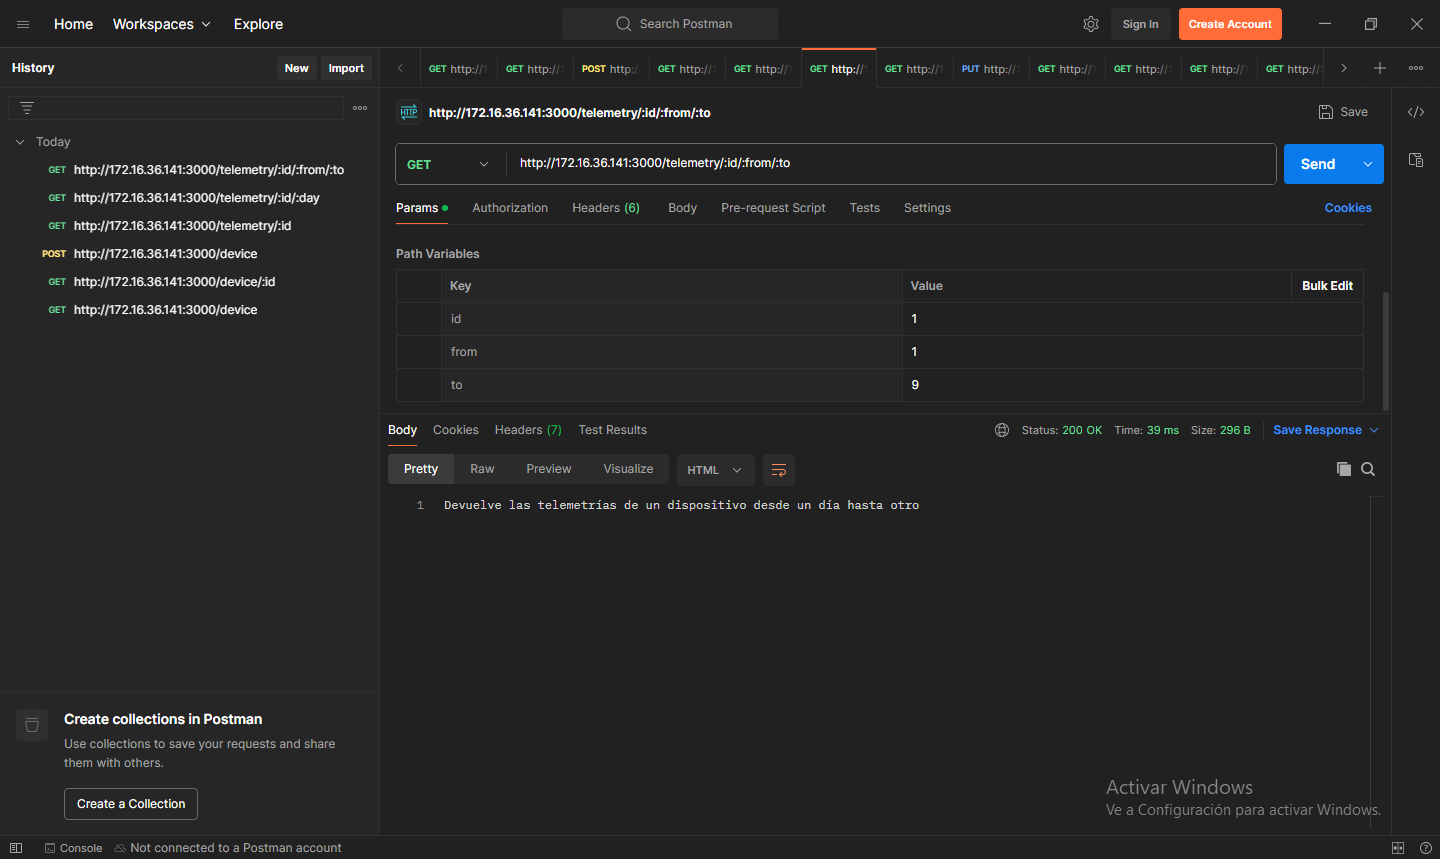 Home Workspaces Explore Search Postman Sign In Create Account
History New Import
GET http://
GET http://
POST http:/
GET http://
GET http://
GET http://
GET http://
PUT http://
GET http://
GET http://
GET http://
GET http://
HTTP http://172.16.36.141:3000/telemetry/:id/:from/:to Save
Today
GET http://172.16.36.141:3000/telemetry/:id/:from/:to
GET http://172.16.36.141:3000/telemetry/:id/:day
GET http://172.16.36.141:3000/telemetry/:id
POST http://172.16.36.141:3000/device
GET http://172.16.36.141:3000/device/:id
GET http://172.16.36.141:3000/device
GET http://172.16.36.141:3000/telemetry/:id/:from/:to Send
Params Authorization Headers (6) Body Pre-request Script Tests Settings Cookies
Path Variables
Key Value Bulk Edit
id 1
from 1
to 9
Body Cookies Headers (7) Test Results Status: 200 OK Time: 39 ms Size: 296 B Save Response
Pretty Raw Preview Visualize HTML
1 Devuelve las telemetrías de un dispositivo desde un día hasta otro
Create collections in Postman
Use collections to save your requests and share
them with others.
Create a Collection
Activar Windows
Ve a Configuración para activar Windows.
Console Not connected to a Postman account